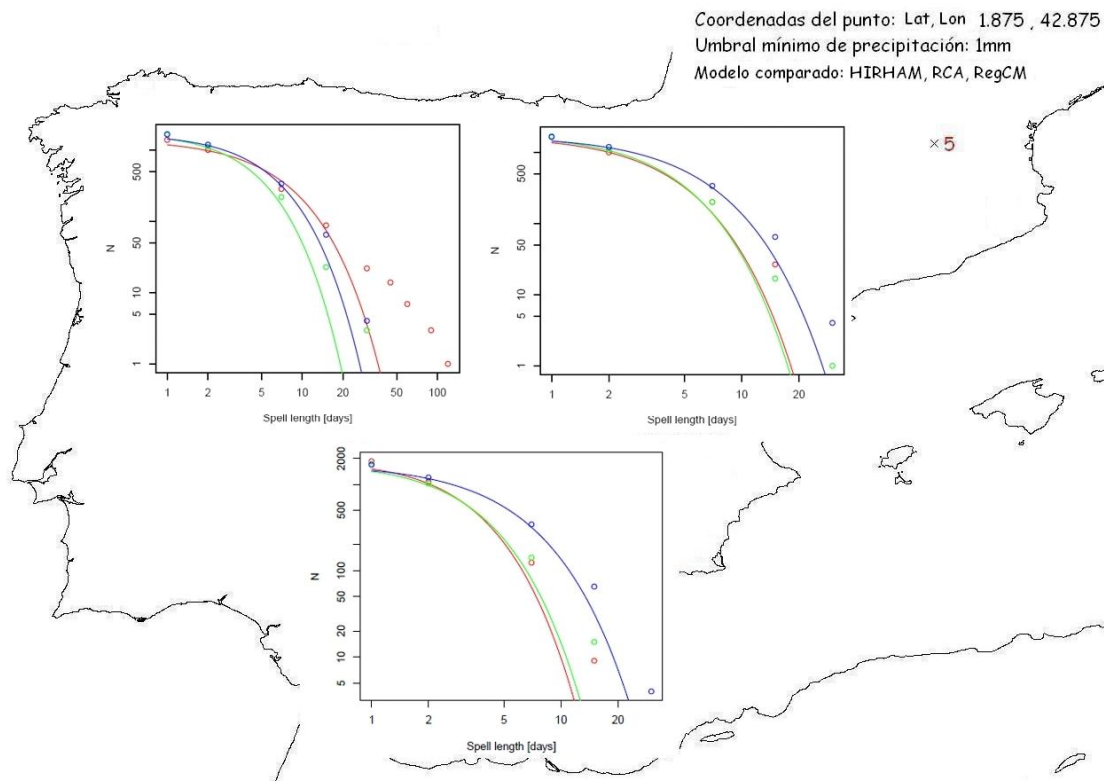 Coordenadas del punto: Lat, Lon 1.875 , 42.875
Umbral mínimo de precipitación: 1mm
Modelo comparado: HIRHAM, RCA, RegCM
× 5
N
500
50
10
5
1
1 2 5 10 20 50 100
Spell length [days]
N
500
50
10
5
1
1 2 5 10 20
Spell length [days]
N
2000
500
100
50
20
10
5
1 2 5 10 20
Spell length [days]